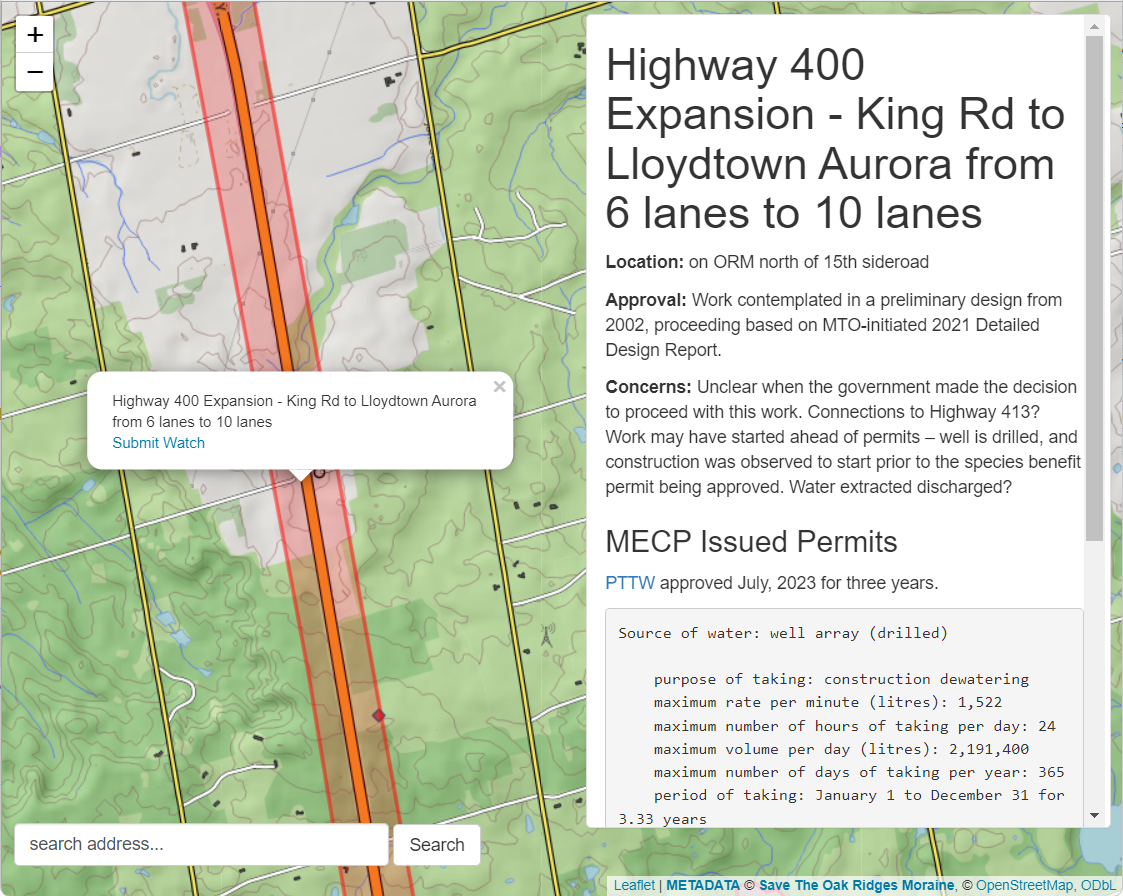 +
−
Highway 400
Expansion - King Rd to
Lloydtown Aurora from
6 lanes to 10 lanes
Location: on ORM north of 15th sideroad
Approval: Work contemplated in a preliminary design from
2002, proceeding based on MTO-initiated 2021 Detailed
Design Report.
Concerns: Unclear when the government made the decision
to proceed with this work. Connections to Highway 413?
Work may have started ahead of permits – well is drilled, and
construction was observed to start prior to the species benefit
permit being approved. Water extracted discharged?
MECP Issued Permits
PTTW approved July, 2023 for three years.
Source of water: well array (drilled)
purpose of taking: construction dewatering
maximum rate per minute (litres): 1,522
maximum number of hours of taking per day: 24
maximum volume per day (litres): 2,191,400
maximum number of days of taking per year: 365
period of taking: January 1 to December 31 for
3.33 years
×
Highway 400 Expansion - King Rd to Lloydtown Aurora
from 6 lanes to 10 lanes
Submit Watch
search address...
Search
Leaflet | METADATA © Save The Oak Ridges Moraine, © OpenStreetMap, ODbL